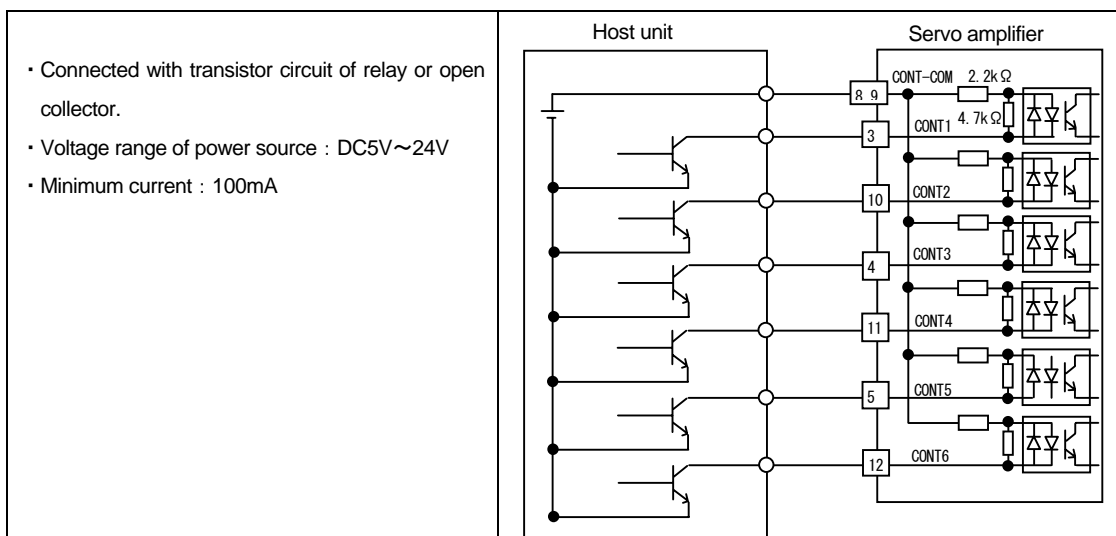 ・Connected with transistor circuit of relay or open
collector.
・Voltage range of power source：DC5V～24V
・Minimum current：100mA
Host unit
Servo amplifier
8 9
CONT-COM
2. 2kΩ
4. 7kΩ
3
CONT1
10
CONT2
4
CONT3
11
CONT4
5
CONT5
12
CONT6